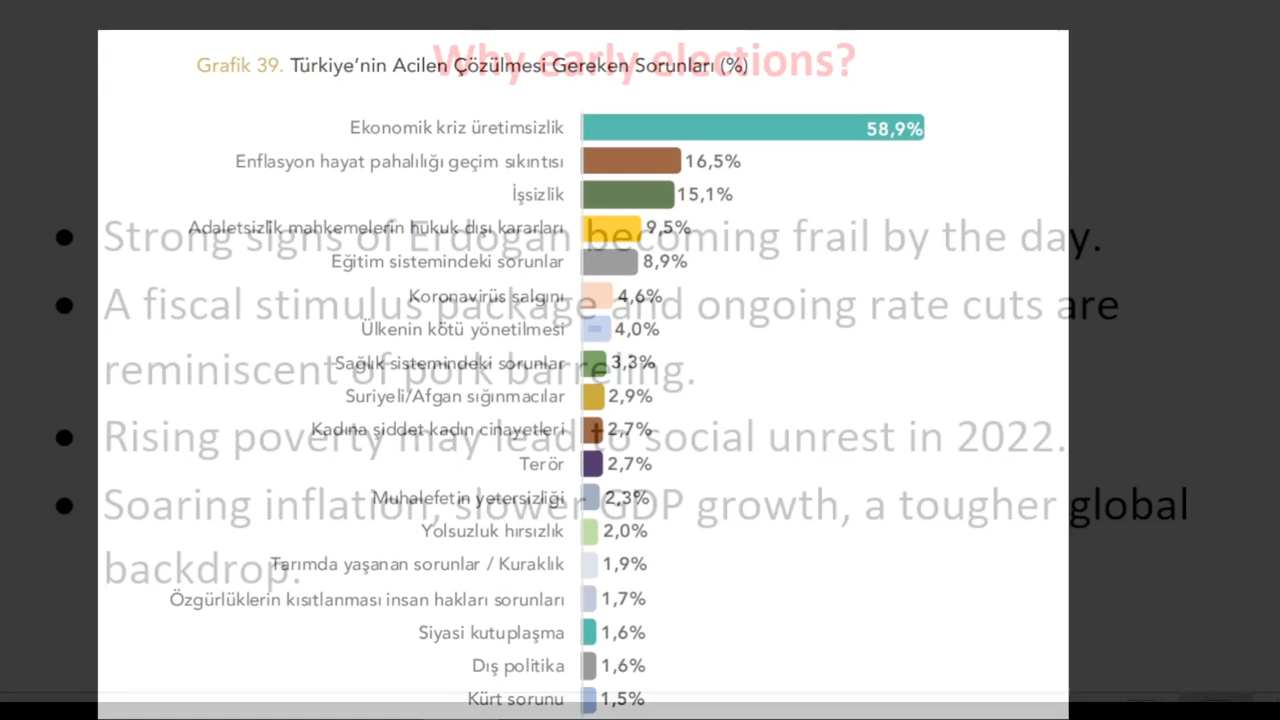 Why early elections?
Grafik 39. Türkiye'nin Acilen Çözülmesi Gereken Sorunları (%)
Ekonomik kriz üretimsizlik 58,9%
Enflasyon hayat pahalılığı geçim sıkıntısı 16,5%
İşsizlik 15,1%
Adaletsizlik mahkemelerin hukuk dışı kararları 9,5%
Eğitim sistemindeki sorunlar 8,9%
Koronavirüs salgını 4,6%
Ülkenin kötü yönetilmesi 4,0%
Sağlık sistemindeki sorunlar 3,3%
Suriyeli/Afgan sığınmacılar 2,9%
Kadına şiddet kadın cinayetleri 2,7%
Terör 2,7%
Muhalefetin yetersizliği 2,3%
Yolsuzluk hırsızlık 2,0%
Tarımda yaşanan sorunlar / Kuraklık 1,9%
Özgürlüklerin kısıtlanması insan hakları sorunları 1,7%
Siyasi kutuplaşma 1,6%
Dış politika 1,6%
Kürt sorunu 1,5%
• Strong signs of Erdogan becoming frail by the day.
• A fiscal stimulus package and ongoing rate cuts are
reminiscent of pork barreling.
• Rising poverty may lead to social unrest in 2022.
• Soaring inflation, slower GDP growth, a tougher global
backdrop.